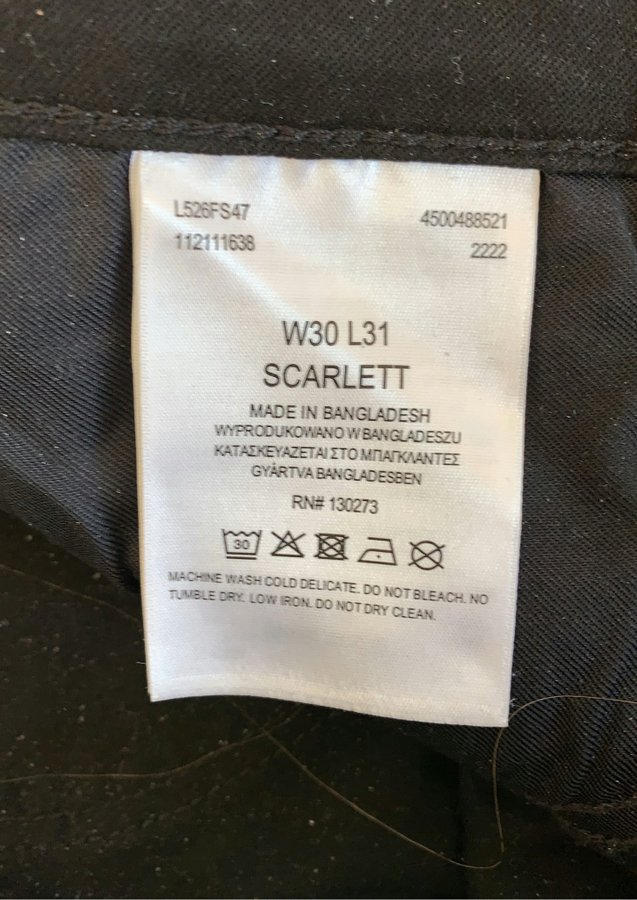 L526FS47 4500488521
112111638 2222
W30 L31
SCARLETT
MADE IN BANGLADESH
WYPRODUKOWANO W BANGLADESZU
ΚΑΤΑΣΚΕΥΑΖΕΤΑΙ ΣΤΟ ΜΠΑΓΚΛΑΝΤΕΣ
GYÁRTVA BANGLADESBEN
RN# 130273
30
MACHINE WASH COLD DELICATE. DO NOT BLEACH. NO
TUMBLE DRY. LOW IRON. DO NOT DRY CLEAN.